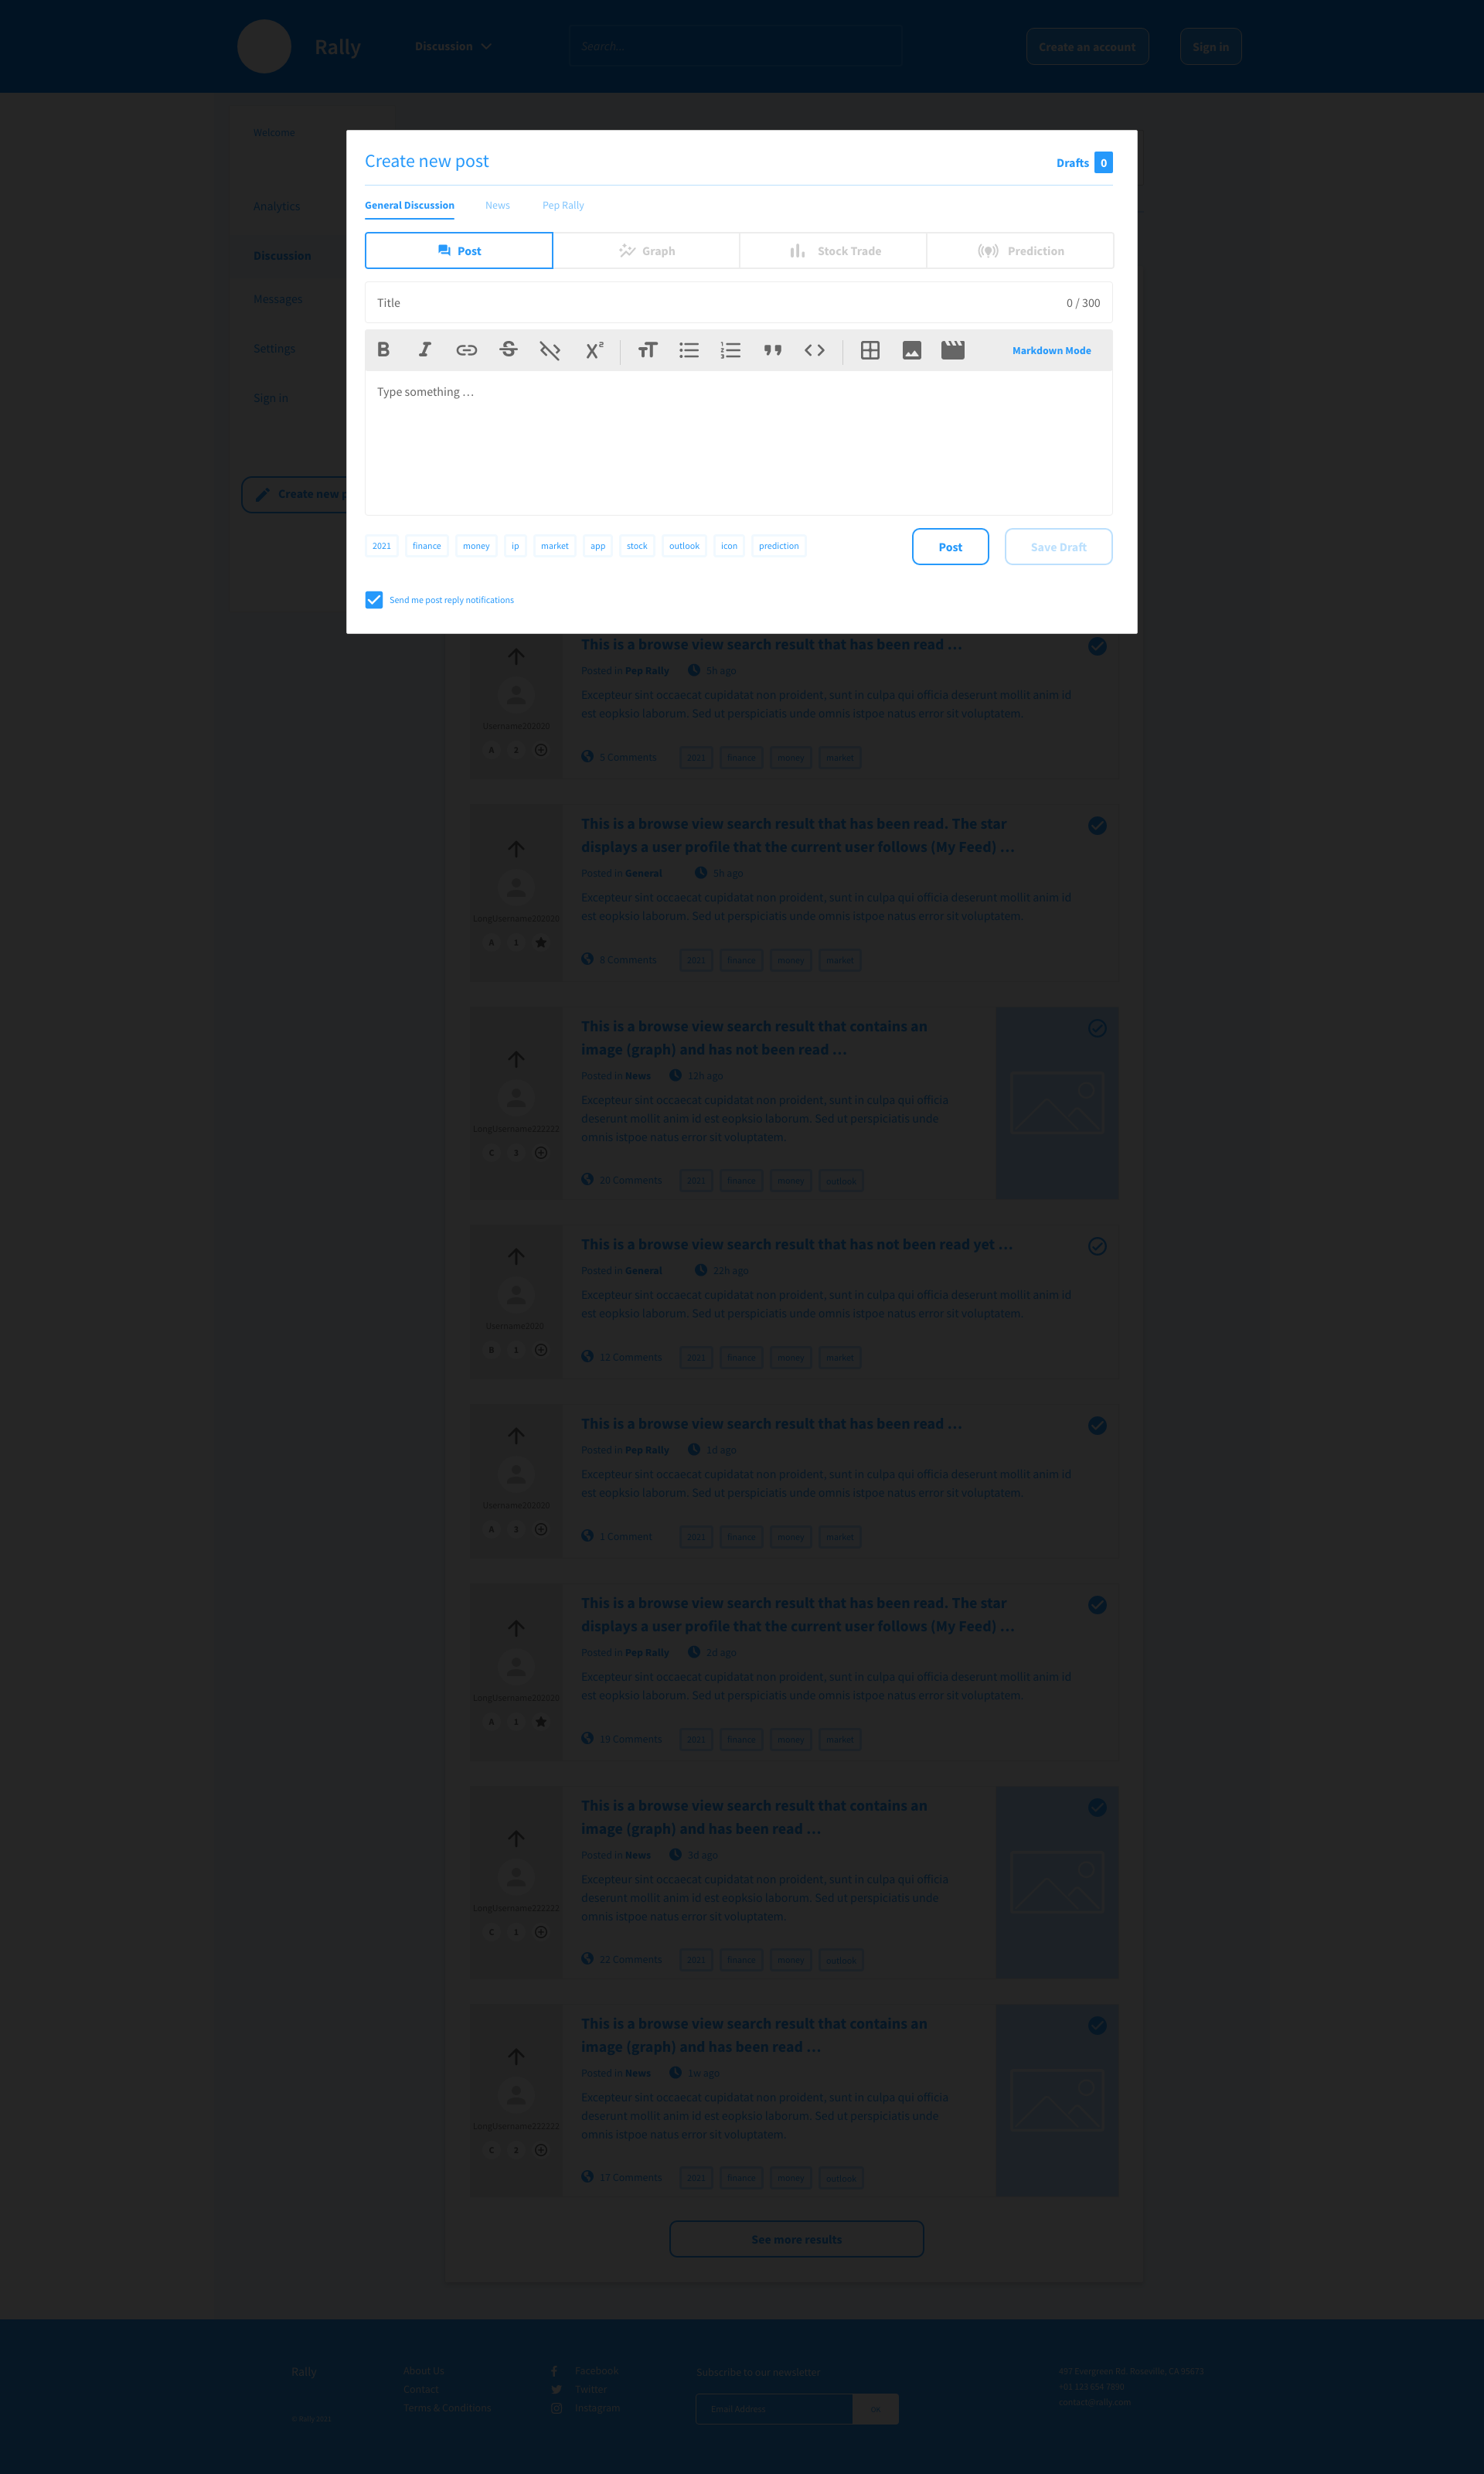 Rally
Discussion
Search...
Create an account
Sign in
Welcome
Analytics
Discussion
Messages
Settings
Sign in
Create new p
Create new post
Drafts 0
General Discussion News Pep Rally
Post Graph Stock Trade Prediction
Title 0 / 300
Markdown Mode
Type something ...
2021 finance money ip market app stock outlook icon prediction
Post Save Draft
Send me post reply notifications
This is a browse view search result that has been read ...
Posted in Pep Rally 5h ago
Excepteur sint occaecat cupidatat non proident, sunt in culpa qui officia deserunt mollit anim id
est eopksio laborum. Sed ut perspiciatis unde omnis istpoe natus error sit voluptatem.
Username202020
A 2
5 Comments 2021 finance money market
This is a browse view search result that has been read. The star
displays a user profile that the current user follows (My Feed) ...
Posted in General 5h ago
Excepteur sint occaecat cupidatat non proident, sunt in culpa qui officia deserunt mollit anim id
est eopksio laborum. Sed ut perspiciatis unde omnis istpoe natus error sit voluptatem.
LongUsername202020
A 3
8 Comments 2021 finance money market
This is a browse view search result that contains an
image (graph) and has not been read ...
Posted in News 12h ago
Excepteur sint occaecat cupidatat non proident, sunt in culpa qui officia
deserunt mollit anim id est eopksio laborum. Sed ut perspiciatis unde
omnis istpoe natus error sit voluptatem.
LongUsername222222
C 3
20 Comments 2021 finance money outlook
This is a browse view search result that has not been read yet ...
Posted in General 22h ago
Excepteur sint occaecat cupidatat non proident, sunt in culpa qui officia deserunt mollit anim id
est eopksio laborum. Sed ut perspiciatis unde omnis istpoe natus error sit voluptatem.
Username2020
B 1
12 Comments 2021 finance money market
This is a browse view search result that has been read ...
Posted in Pep Rally 1d ago
Excepteur sint occaecat cupidatat non proident, sunt in culpa qui officia deserunt mollit anim id
est eopksio laborum. Sed ut perspiciatis unde omnis istpoe natus error sit voluptatem.
Username202020
A 3
1 Comment 2021 finance money market
This is a browse view search result that has been read. The star
displays a user profile that the current user follows (My Feed) ...
Posted in Pep Rally 2d ago
Excepteur sint occaecat cupidatat non proident, sunt in culpa qui officia deserunt mollit anim id
est eopksio laborum. Sed ut perspiciatis unde omnis istpoe natus error sit voluptatem.
LongUsername202020
A 1
19 Comments 2021 finance money market
This is a browse view search result that contains an
image (graph) and has been read ...
Posted in News 3d ago
Excepteur sint occaecat cupidatat non proident, sunt in culpa qui officia
deserunt mollit anim id est eopksio laborum. Sed ut perspiciatis unde
omnis istpoe natus error sit voluptatem.
LongUsername222222
C 1
22 Comments 2021 finance money outlook
This is a browse view search result that contains an
image (graph) and has been read ...
Posted in News 1w ago
Excepteur sint occaecat cupidatat non proident, sunt in culpa qui officia
deserunt mollit anim id est eopksio laborum. Sed ut perspiciatis unde
omnis istpoe natus error sit voluptatem.
LongUsername222222
C 2
17 Comments 2021 finance money outlook
See more results
Rally
About Us
Contact
Terms & Conditions
Facebook
Twitter
Instagram
Subscribe to our newsletter
Email Address
contact@rally.com